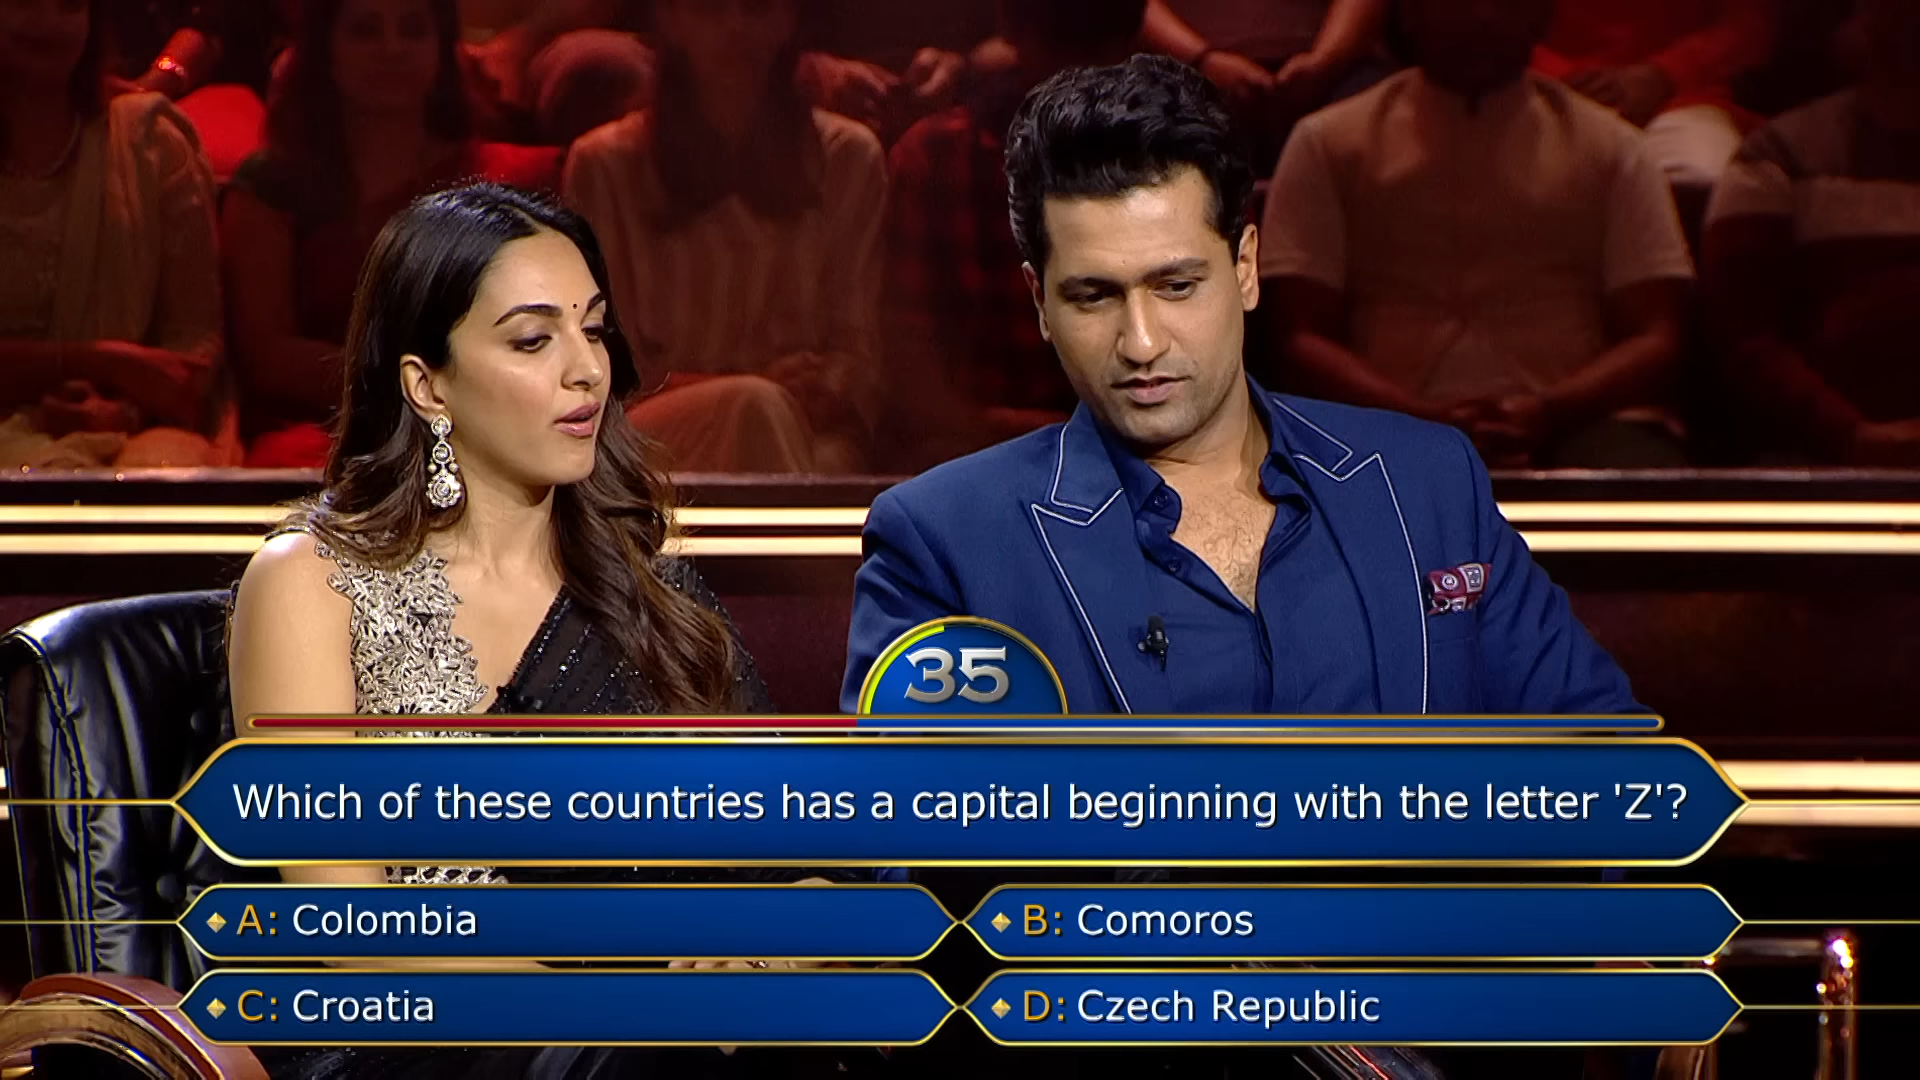 35
Which of these countries has a capital beginning with the letter 'Z'?
A: Colombia
B: Comoros
C: Croatia
D: Czech Republic